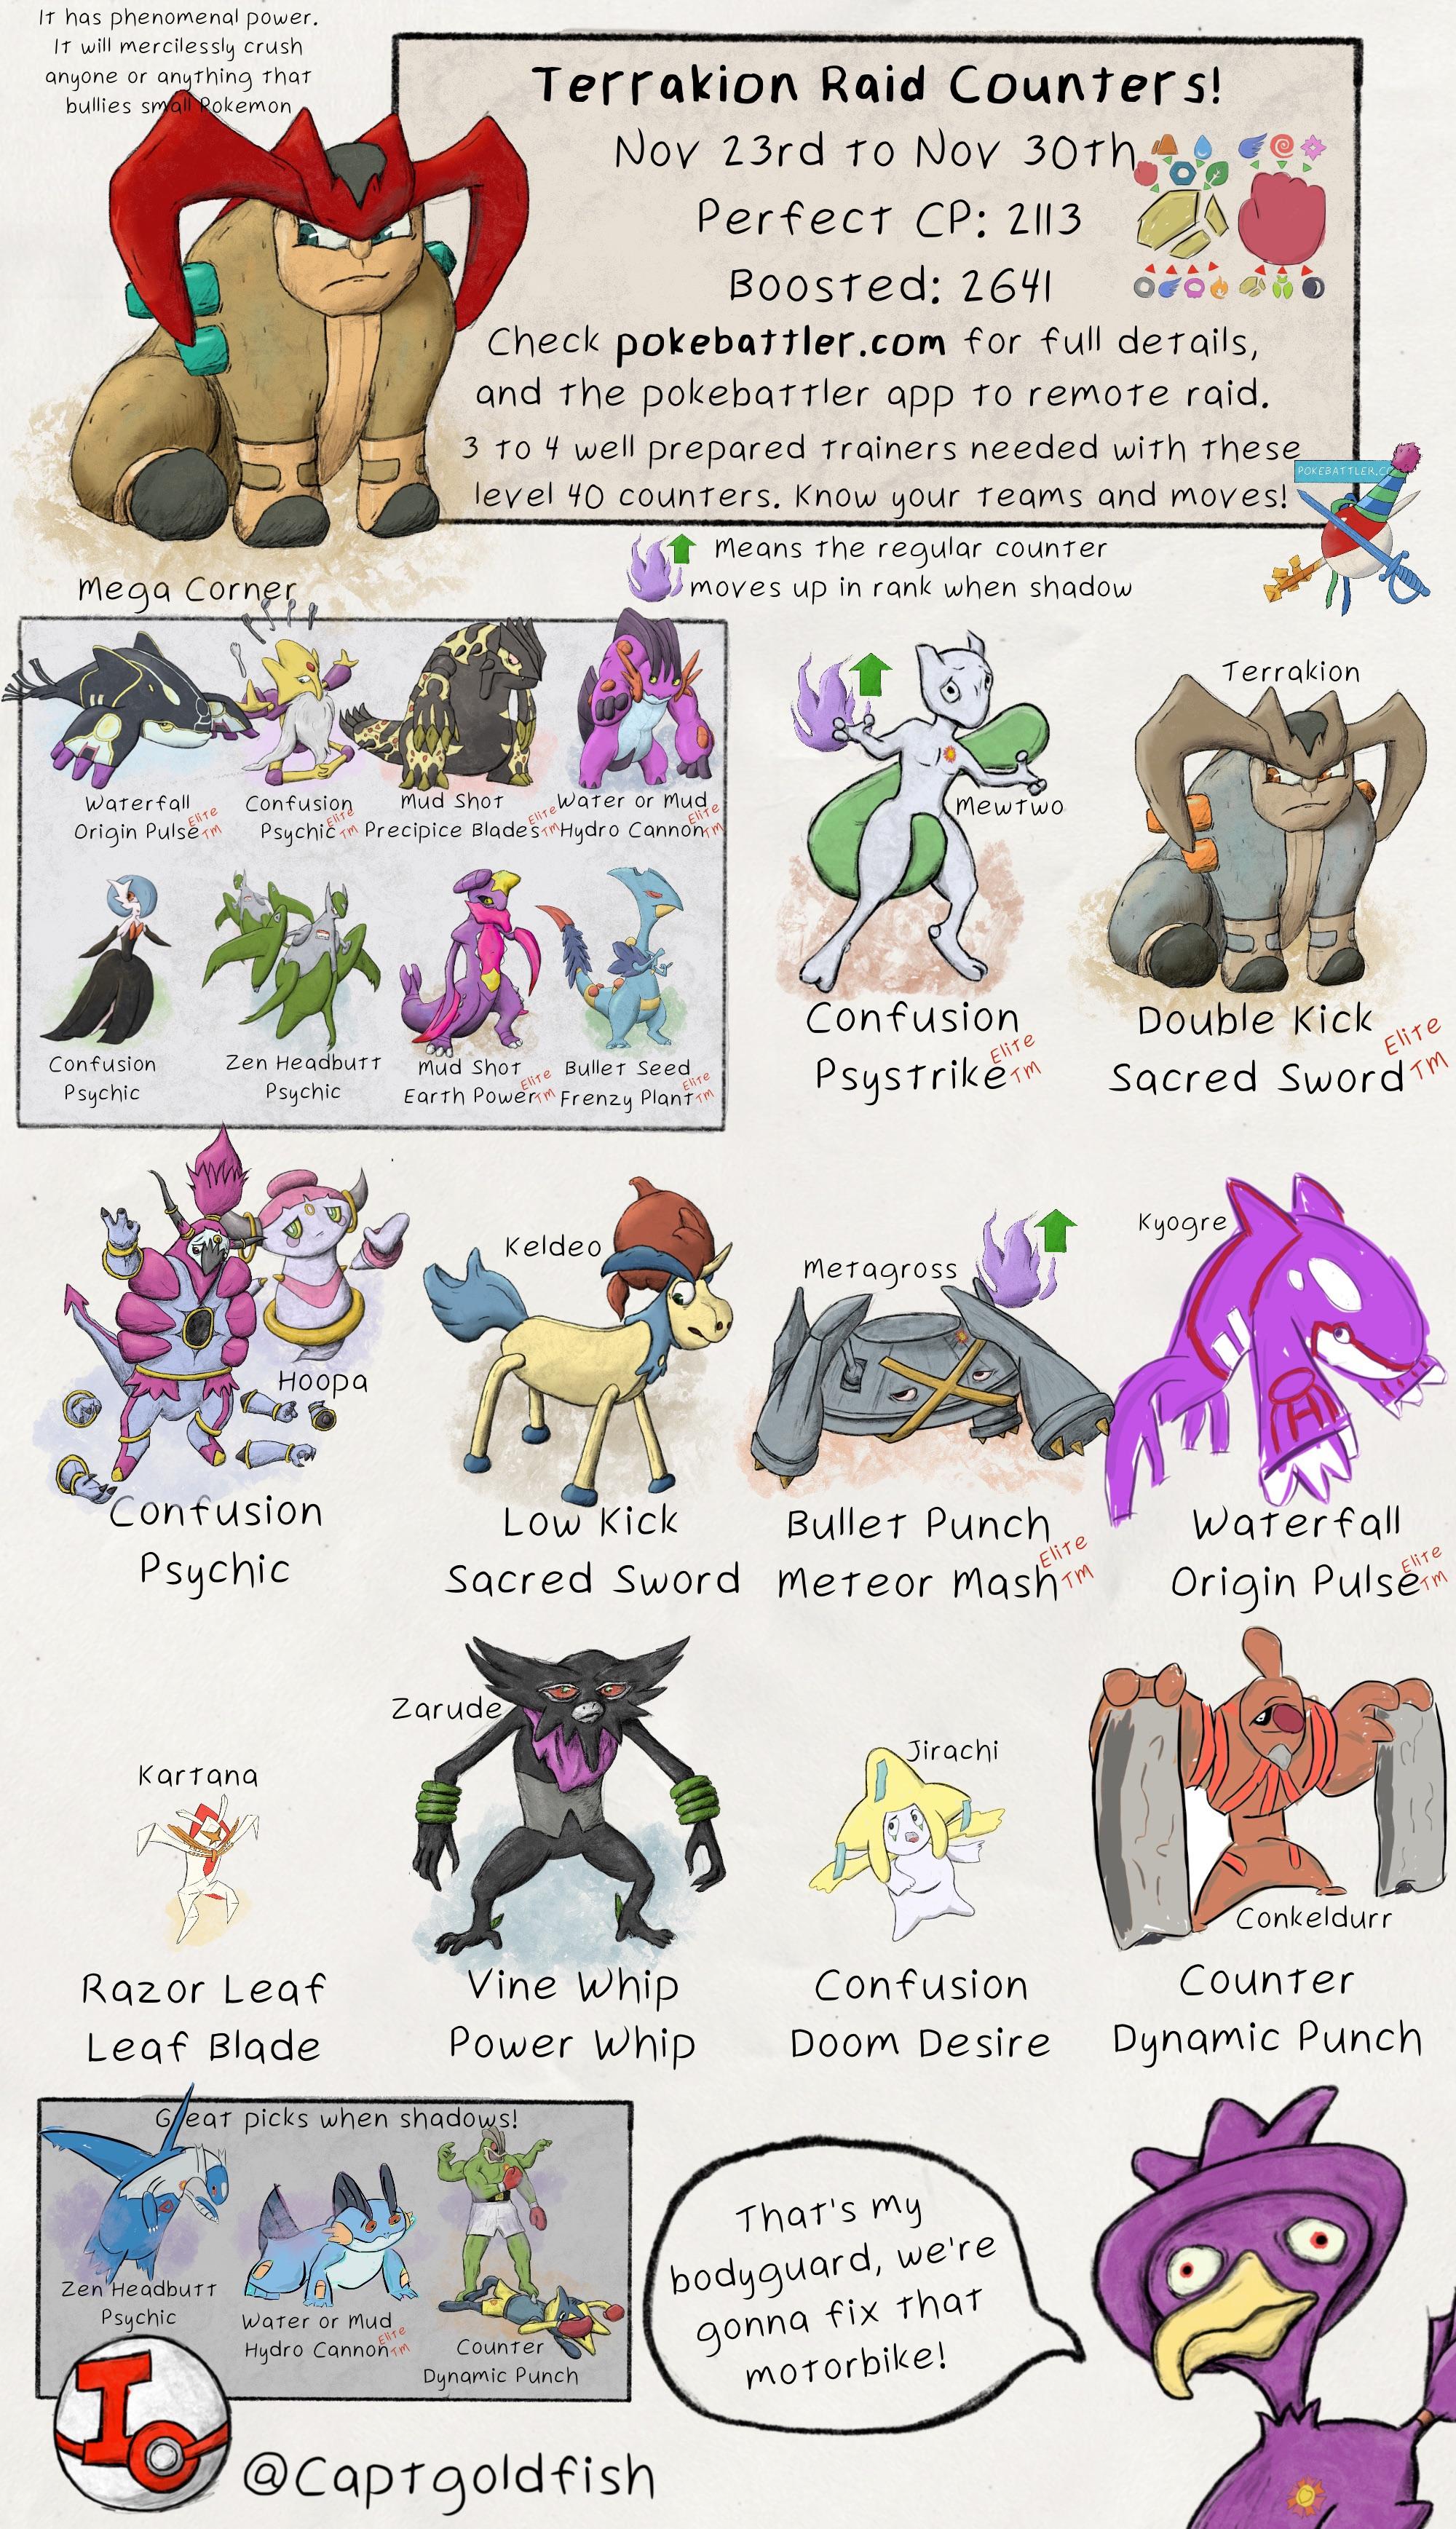 It has phenomenal power.
It will mercilessly crush
anyone or anything that
bullies small Pokemon
Terrakion Raid Counters!
Nov 23rd to Nov 30th
Perfect CP: 2113
Boosted: 2641
Check pokebattler.com for full details,
and the pokebattler app to remote raid.
3 to 4 well prepared trainers needed with these
level 40 counters. Know your teams and moves!
POKEBATTLER.CO
Means the regular counter
moves up in rank when shadow
Mega Corner
Waterfall
Origin Pulse Elite TM
Confusion
Psychic Elite TM
Mud Shot
Precipice Blades Elite TM
Water or Mud
Hydro Cannon Elite TM
Confusion
Psychic
Zen Headbutt
Psychic
Mud Shot
Earth Power Elite TM
Bullet Seed
Frenzy Plant Elite TM
Mewtwo
Confusion
Psystrike Elite TM
Terrakion
Double Kick
Sacred Sword Elite TM
Hoopa
Confusion
Psychic
Keldeo
Low Kick
Sacred Sword
Metagross
Bullet Punch
Meteor Mash Elite TM
Kyogre
Waterfall
Origin Pulse Elite TM
Kartana
Razor Leaf
Leaf Blade
Zarude
Vine Whip
Power Whip
Jirachi
Confusion
Doom Desire
Conkeldurr
Counter
Dynamic Punch
Great picks when shadows!
Zen Headbutt
Psychic
Water or Mud
Hydro Cannon Elite TM
Counter
Dynamic Punch
That's my
bodyguard, we're
gonna fix that
motorbike!
I
@Captgoldfish